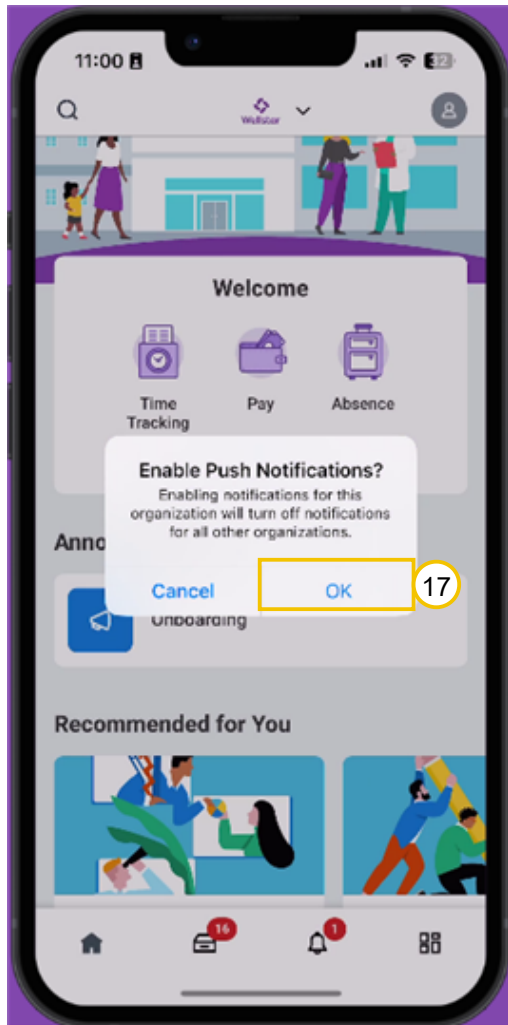 11:00
32
Wellstar
Welcome
Time
Tracking
Pay
Absence
Enable Push Notifications?
Enabling notifications for this
organization will turn off notifications
for all other organizations.
Anno
Cancel
OK
17
Onboarding
Recommended for You
16
1